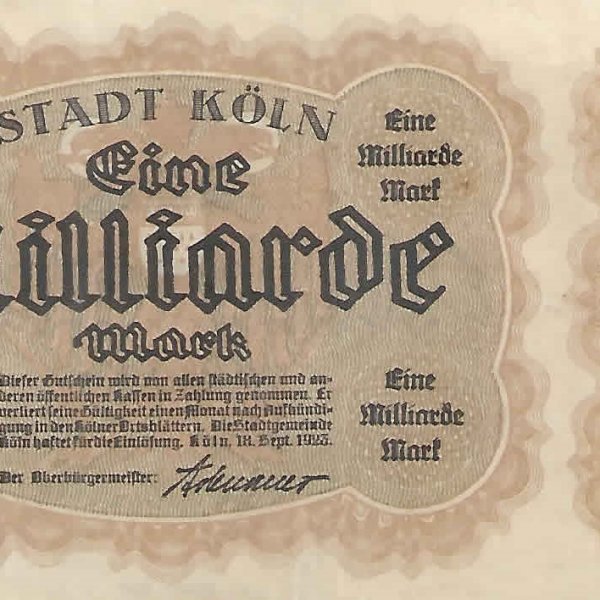 STADT KÖLN
Eine
Milliarde
Mark
Eine
Milliarde
Mark
Dieser Gutschein wird von allen städtischen und an-
deren öffentlichen Kassen in Zahlung genommen. Er
verliert seine Gültigkeit einen Monat nach Aufkündi-
gung in den Kölner Ortsblättern. Die Stadtgemeinde
Köln haftet für die Einlösung. Köln, 18. Sept. 1923.
Der Oberbürgermeister: Adenauer
Eine
Milliarde
Mark